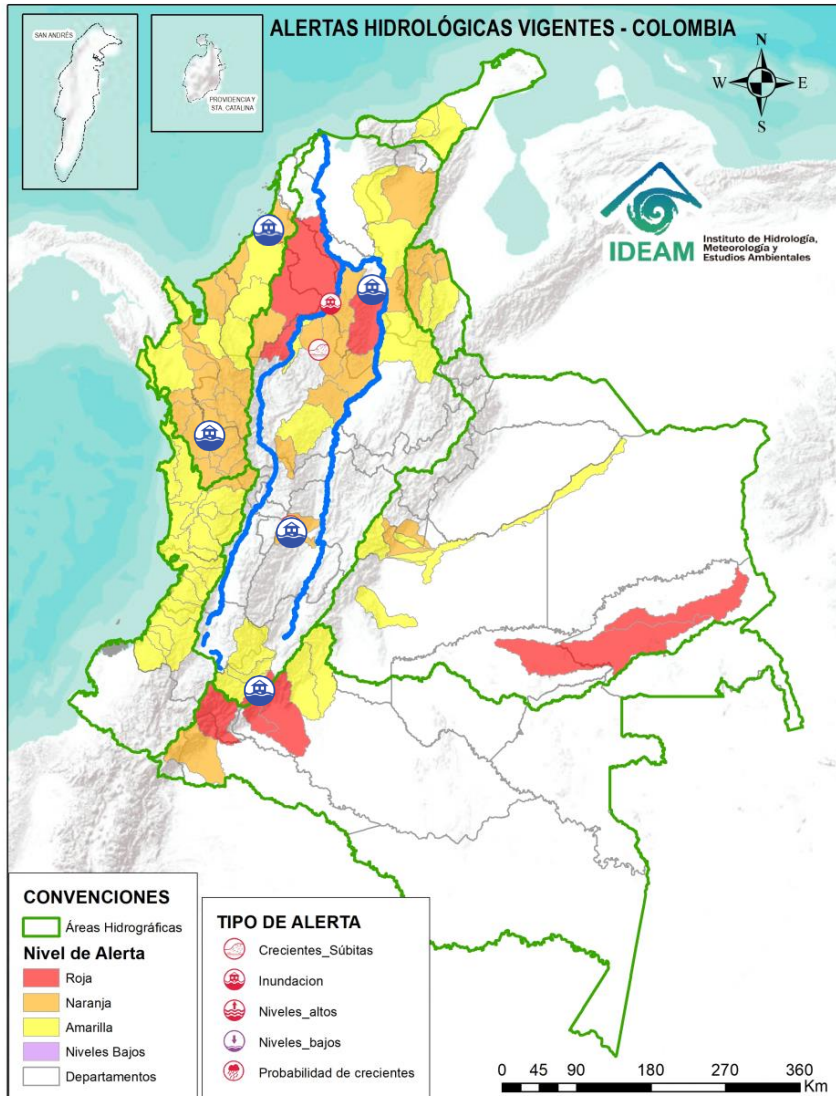 ALERTAS HIDROLÓGICAS VIGENTES - COLOMBIA
SAN ANDRÉS
PROVIDENCIA Y
STA. CATALINA
N
W
E
S
IDEAM
Instituto de Hidrología,
Meteorología y
Estudios Ambientales
CONVENCIONES
Áreas Hidrográficas
Nivel de Alerta
Roja
Naranja
Amarilla
Niveles Bajos
Departamentos
TIPO DE ALERTA
Crecientes_Súbitas
Inundacion
Niveles_altos
Niveles_bajos
Probabilidad de crecientes
0 45 90 180 270 360
Km